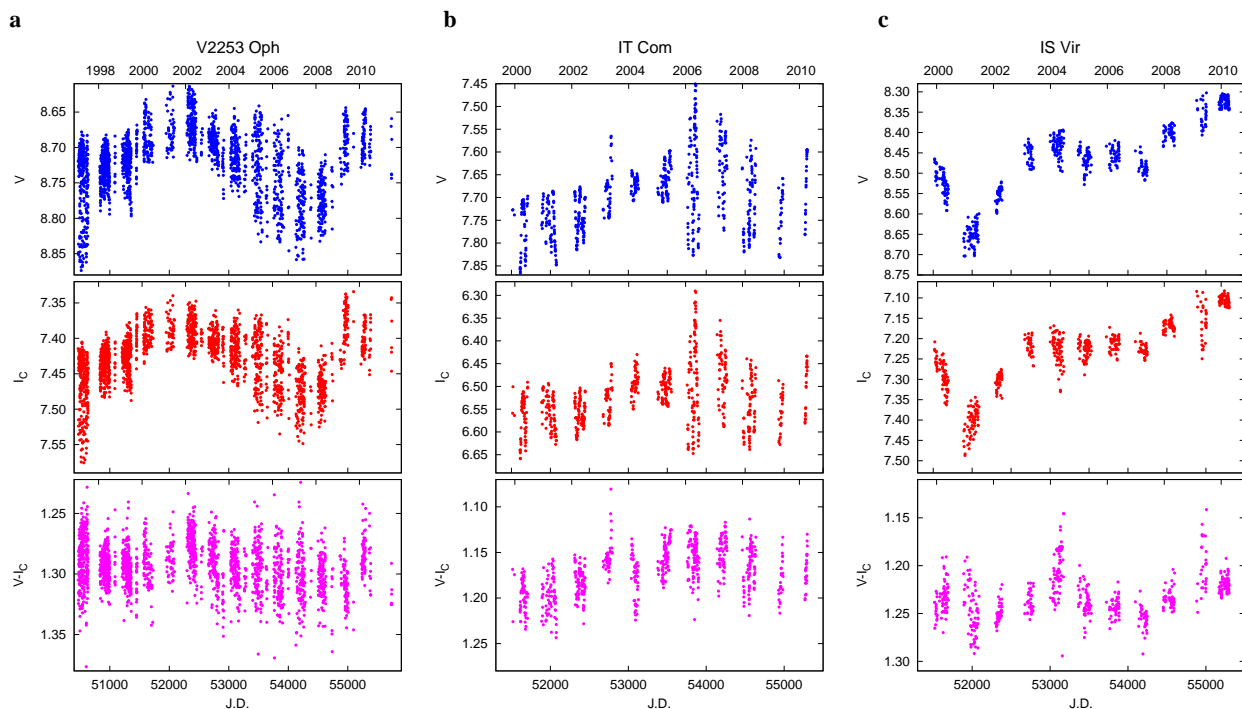 a
V2253 Oph
1998 2000 2002 2004 2006 2008 2010
8.65
8.70
8.75
8.80
8.85
V
7.35
7.40
7.45
7.50
7.55
I_C
1.25
1.30
1.35
V-I_C
51000 52000 53000 54000 55000
J.D.
b
IT Com
2000 2002 2004 2006 2008 2010
7.45
7.50
7.55
7.60
7.65
7.70
7.75
7.80
7.85
V
6.30
6.35
6.40
6.45
6.50
6.55
6.60
6.65
I_C
1.10
1.15
1.20
1.25
V-I_C
52000 53000 54000 55000
J.D.
c
IS Vir
2000 2002 2004 2006 2008 2010
8.30
8.35
8.40
8.45
8.50
8.55
8.60
8.65
8.70
8.75
V
7.10
7.15
7.20
7.25
7.30
7.35
7.40
7.45
7.50
I_C
1.15
1.20
1.25
1.30
V-I_C
52000 53000 54000 55000
J.D.